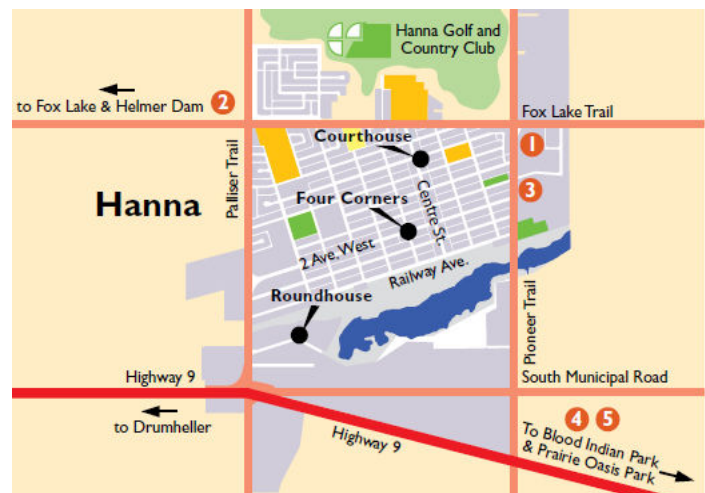 Hanna Golf and
Country Club
to Fox Lake & Helmer Dam 2
Fox Lake Trail
Courthouse
1
Palliser Trail
Hanna
Four Corners
Centre St.
3
2 Ave. West
Railway Ave.
Roundhouse
Pioneer Trail
Highway 9
South Municipal Road
to Drumheller
Highway 9
4 5
To Blood Indian Park
& Prairie Oasis Park